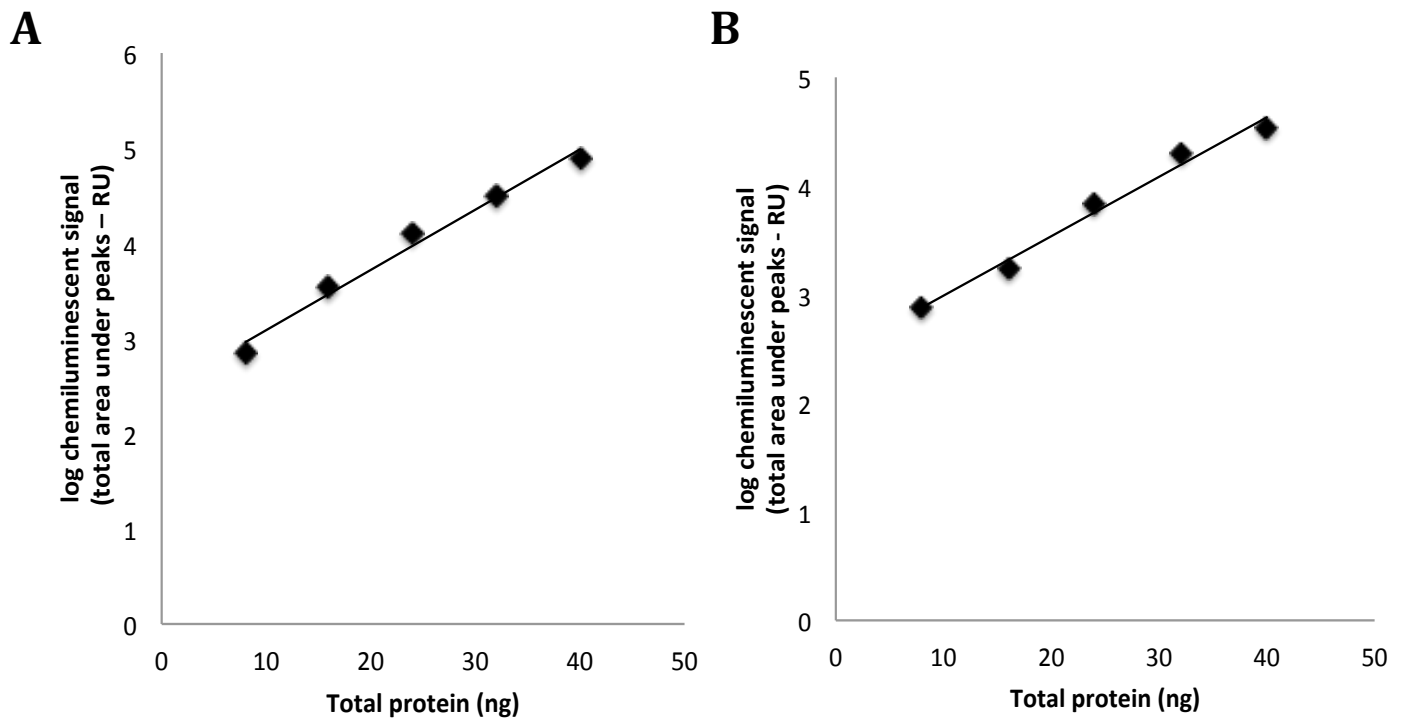 A
6
5
4
3
2
1
0
log chemiluminescent signal
(total area under peaks – RU)
0 10 20 30 40 50
Total protein (ng)
B
5
4
3
2
1
0
log chemiluminescent signal
(total area under peaks - RU)
0 10 20 30 40 50
Total protein (ng)